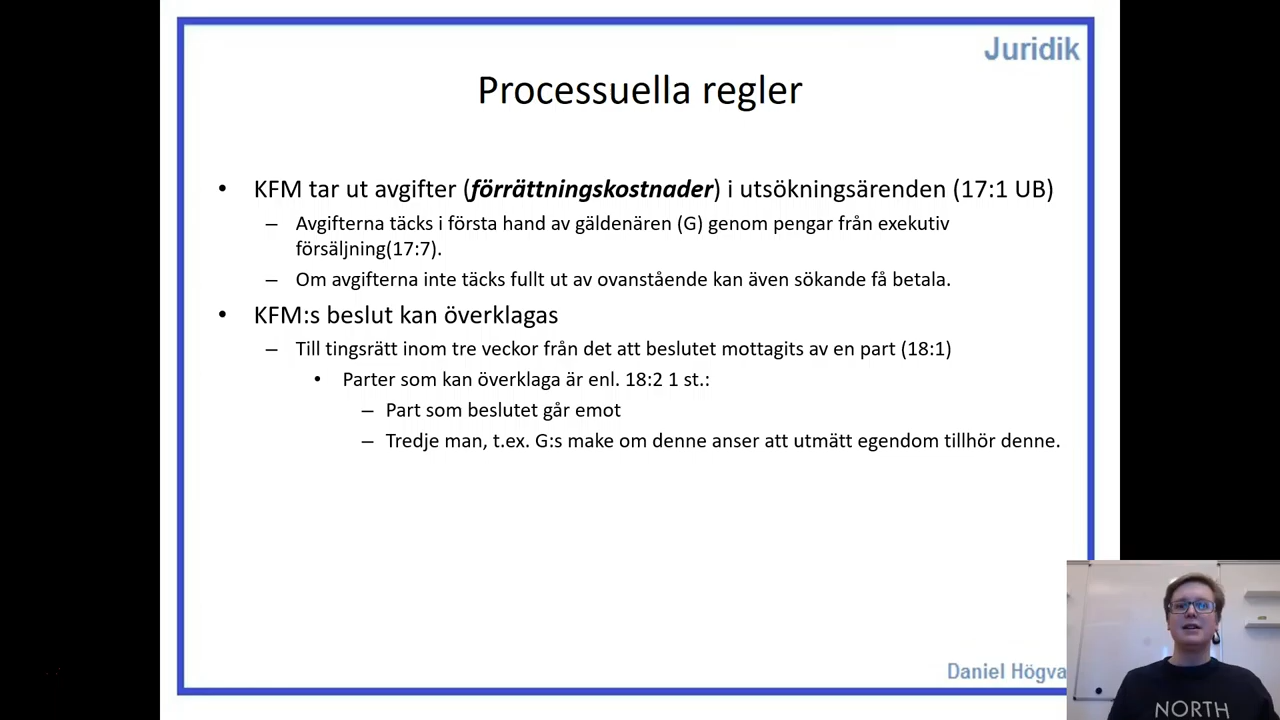 Juridik
Processuella regler
• KFM tar ut avgifter (förrättningskostnader) i utsökningsärenden (17:1 UB)
– Avgifterna täcks i första hand av gäldenären (G) genom pengar från exekutiv
försäljning(17:7).
– Om avgifterna inte täcks fullt ut av ovanstående kan även sökande få betala.
• KFM:s beslut kan överklagas
– Till tingsrätt inom tre veckor från det att beslutet mottagits av en part (18:1)
• Parter som kan överklaga är enl. 18:2 1 st.:
– Part som beslutet går emot
– Tredje man, t.ex. G:s make om denne anser att utmätt egendom tillhör denne.
Daniel Högva
NORTH